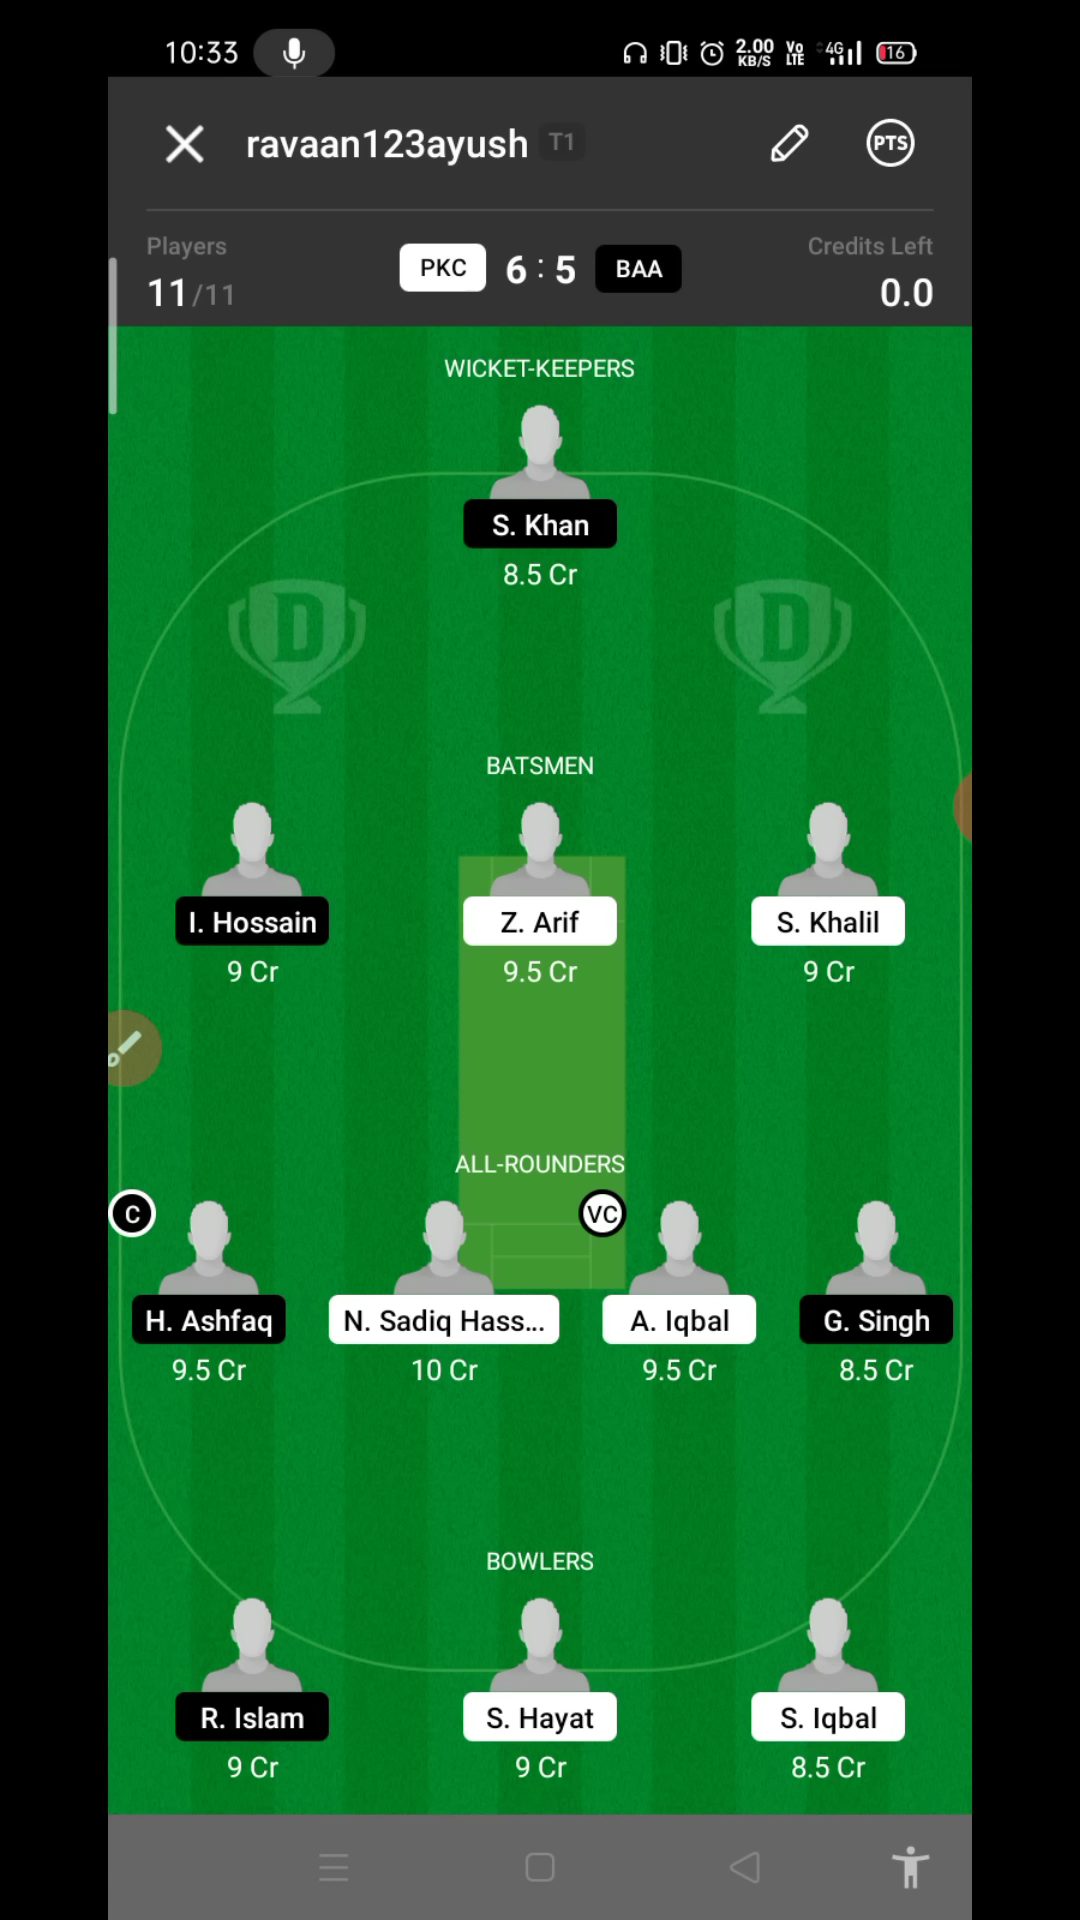 10:33 2.00 KB/S Vo LTE 4G 16
ravaan123ayush T1 PTS
Players Credits Left
PKC 6 : 5 BAA
11/11 0.0
WICKET-KEEPERS
S. Khan
8.5 Cr
D D
BATSMEN
I. Hossain Z. Arif S. Khalil
9 Cr 9.5 Cr 9 Cr
ALL-ROUNDERS
C VC
H. Ashfaq N. Sadiq Hass... A. Iqbal G. Singh
9.5 Cr 10 Cr 9.5 Cr 8.5 Cr
BOWLERS
R. Islam S. Hayat S. Iqbal
9 Cr 9 Cr 8.5 Cr